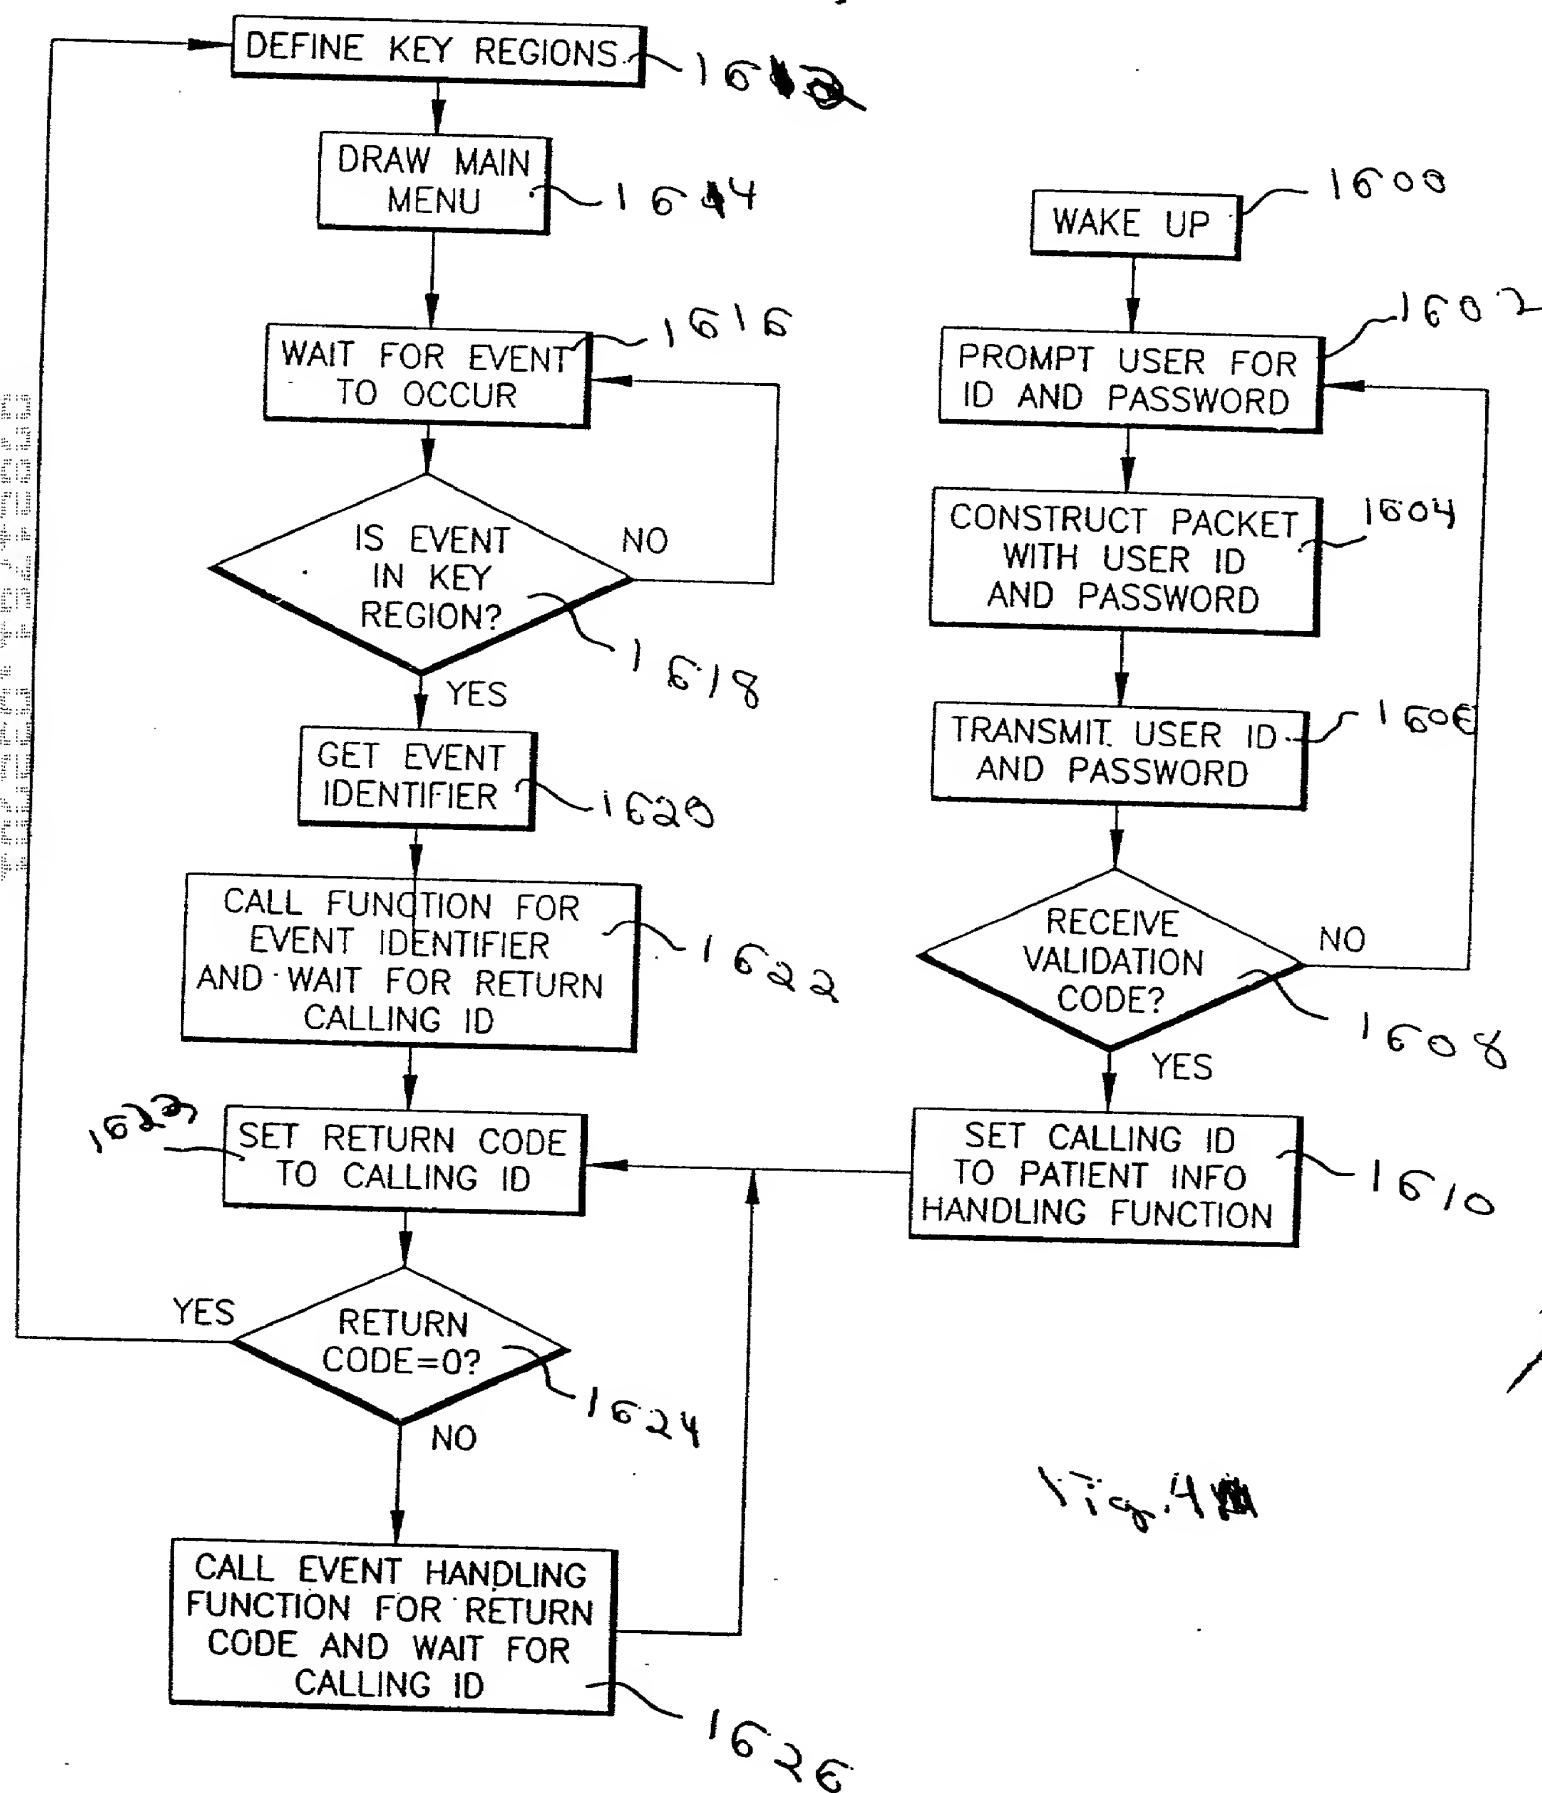 DEFINE KEY REGIONS
DRAW MAIN
MENU
1614
WAIT FOR EVENT
TO OCCUR
1616
IS EVENT
IN KEY
REGION?
NO
1618
YES
GET EVENT
IDENTIFIER
1620
CALL FUNCTION FOR
EVENT IDENTIFIER
AND WAIT FOR RETURN
CALLING ID
1622
SET RETURN CODE
TO CALLING ID
YES
RETURN
CODE=0?
1624
NO
CALL EVENT HANDLING
FUNCTION FOR RETURN
CODE AND WAIT FOR
CALLING ID
1626
WAKE UP
1600
PROMPT USER FOR
ID AND PASSWORD
1602
CONSTRUCT PACKET
WITH USER ID
AND PASSWORD
1604
TRANSMIT USER ID
AND PASSWORD
1606
RECEIVE
VALIDATION
CODE?
NO
1608
YES
SET CALLING ID
TO PATIENT INFO
HANDLING FUNCTION
1610
Fig. 4